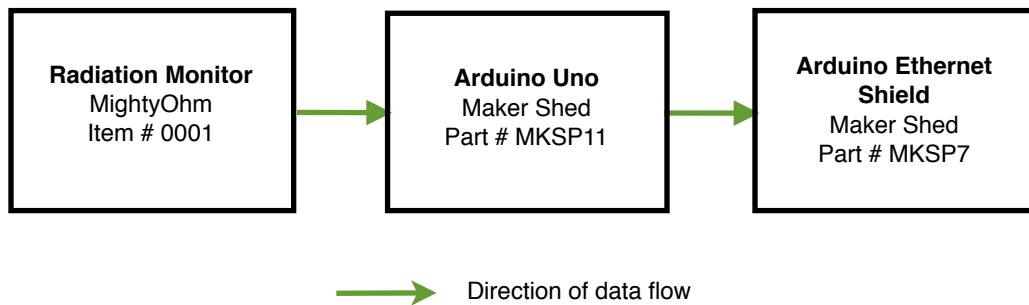 Radiation Monitor
MightyOhm
Item # 0001
Arduino Uno
Maker Shed
Part # MKSP11
Arduino Ethernet
Shield
Maker Shed
Part # MKSP7
Direction of data flow